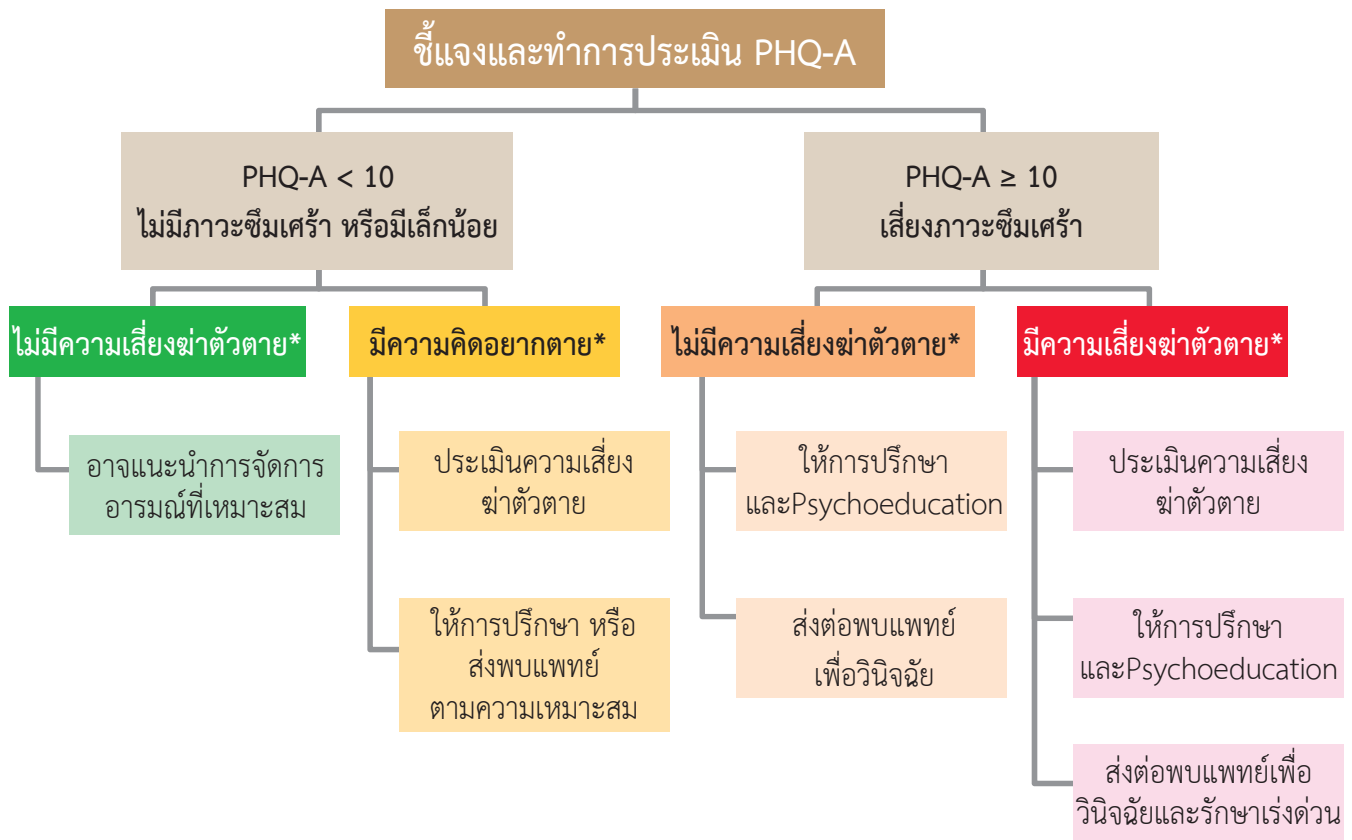 ชี้แจงและทำการประเมิน PHQ-A
PHQ-A < 10
ไม่มีภาวะซึมเศร้า หรือมีเล็กน้อย
PHQ-A ≥ 10
เสี่ยงภาวะซึมเศร้า
ไม่มีความเสี่ยงฆ่าตัวตาย*
มีความคิดอยากตาย*
ไม่มีความเสี่ยงฆ่าตัวตาย*
มีความเสี่ยงฆ่าตัวตาย*
อาจแนะนำการจัดการ
อารมณ์ที่เหมาะสม
ประเมินความเสี่ยง
ฆ่าตัวตาย
ให้การปรึกษา หรือ
ส่งพบแพทย์
ตามความเหมาะสม
ให้การปรึกษา
และPsychoeducation
ส่งต่อพบแพทย์
เพื่อวินิจฉัย
ประเมินความเสี่ยง
ฆ่าตัวตาย
ให้การปรึกษา
และPsychoeducation
ส่งต่อพบแพทย์เพื่อ
วินิจฉัยและรักษาเร่งด่วน